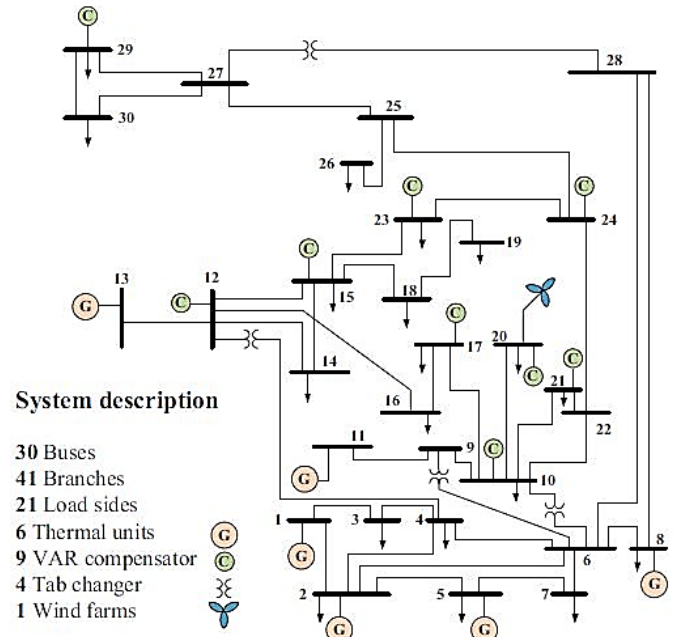 C
29
27
28
30
25
26
C
C
23
24
19
C
13
12
G
C
15
18
C
20
17
C
14
C
21
System description
16
22
11
9
C
30 Buses
10
41 Branches
G
21 Load sides
1
3
4
6 Thermal units
G
8
9 VAR compensator
C
G
6
4 Tab changer
G
1 Wind farms
2
5
7
G
G